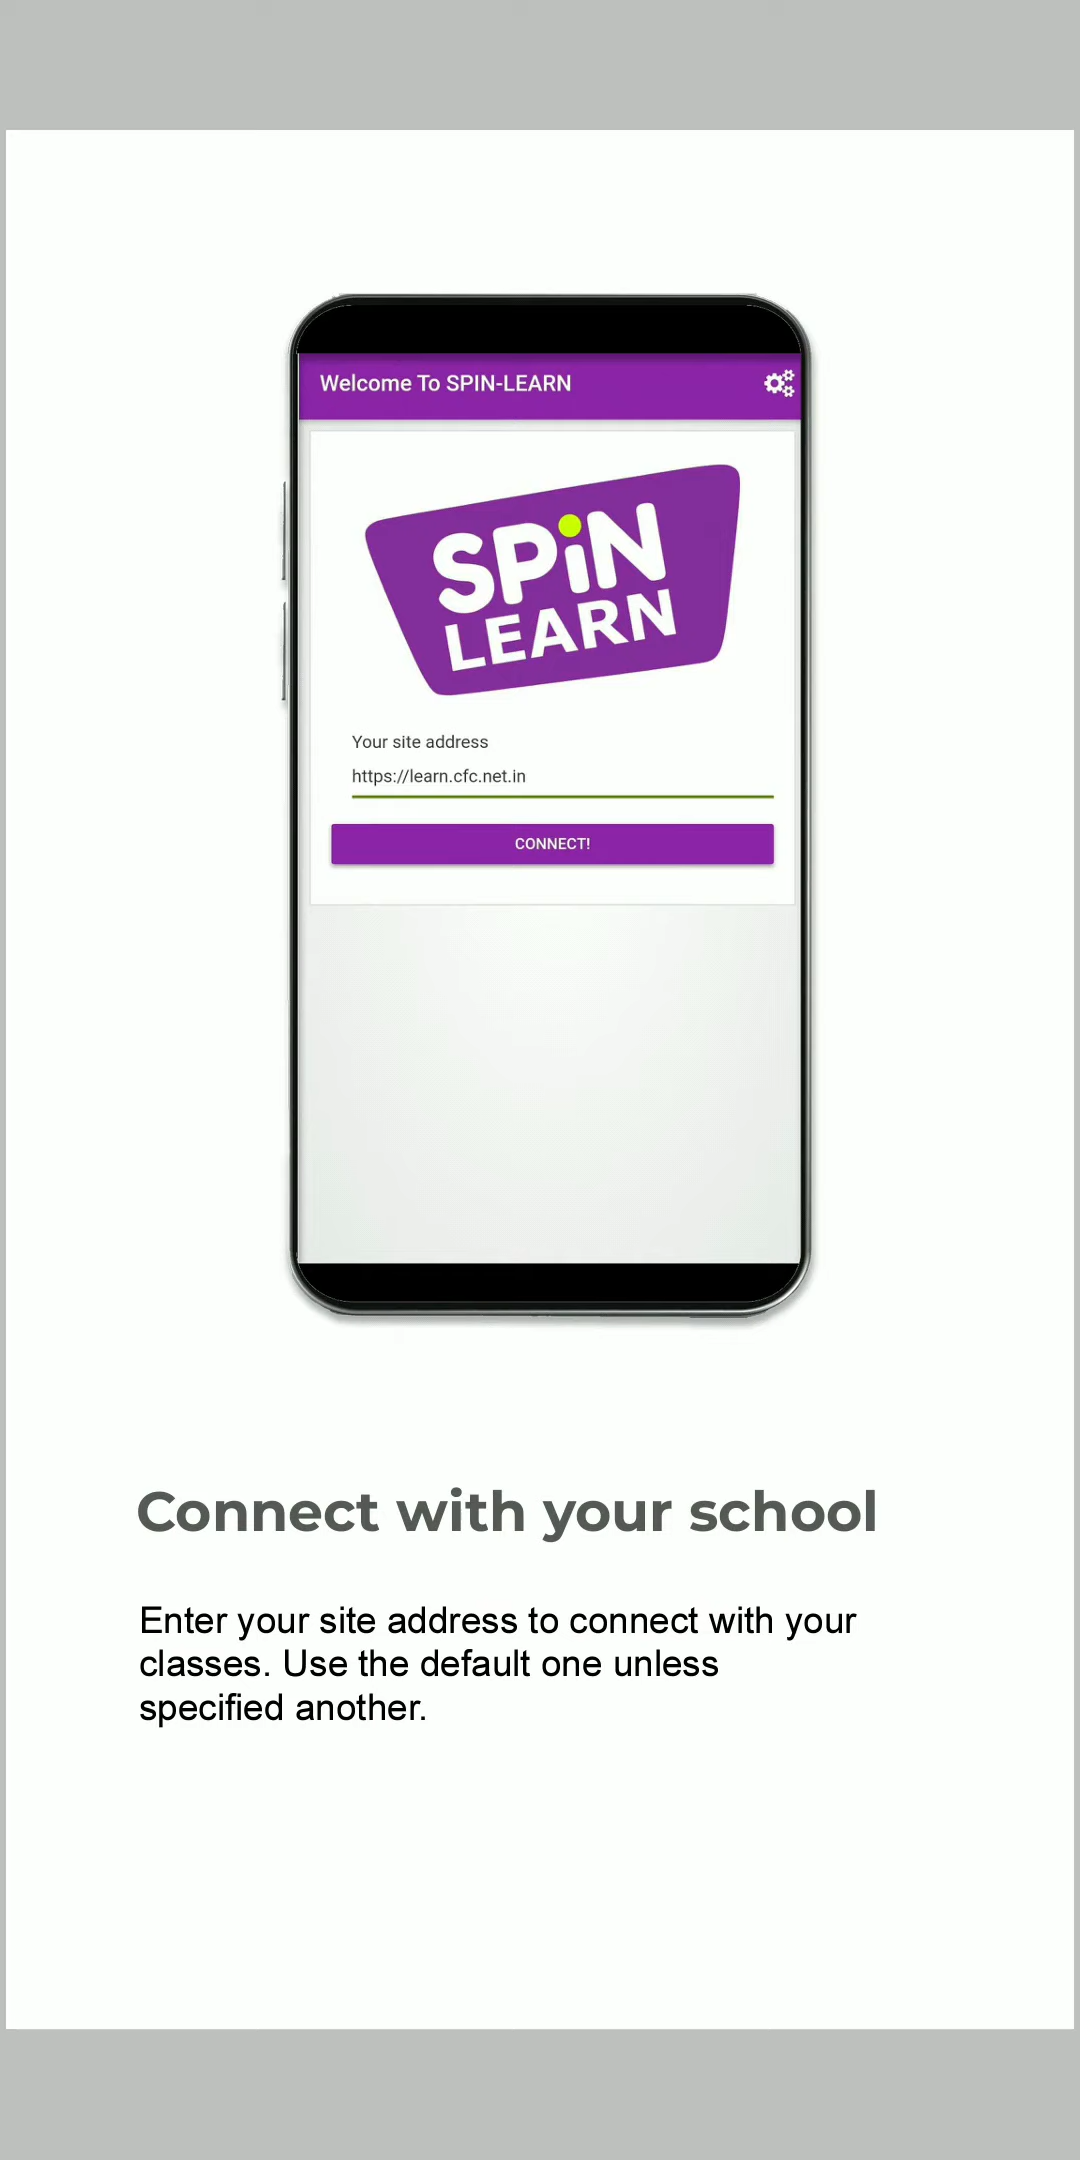 Welcome To SPIN-LEARN
SPiN
LEARN
Your site address
https://learn.cfc.net.in
CONNECT!
Connect with your school
Enter your site address to connect with your
classes. Use the default one unless
specified another.